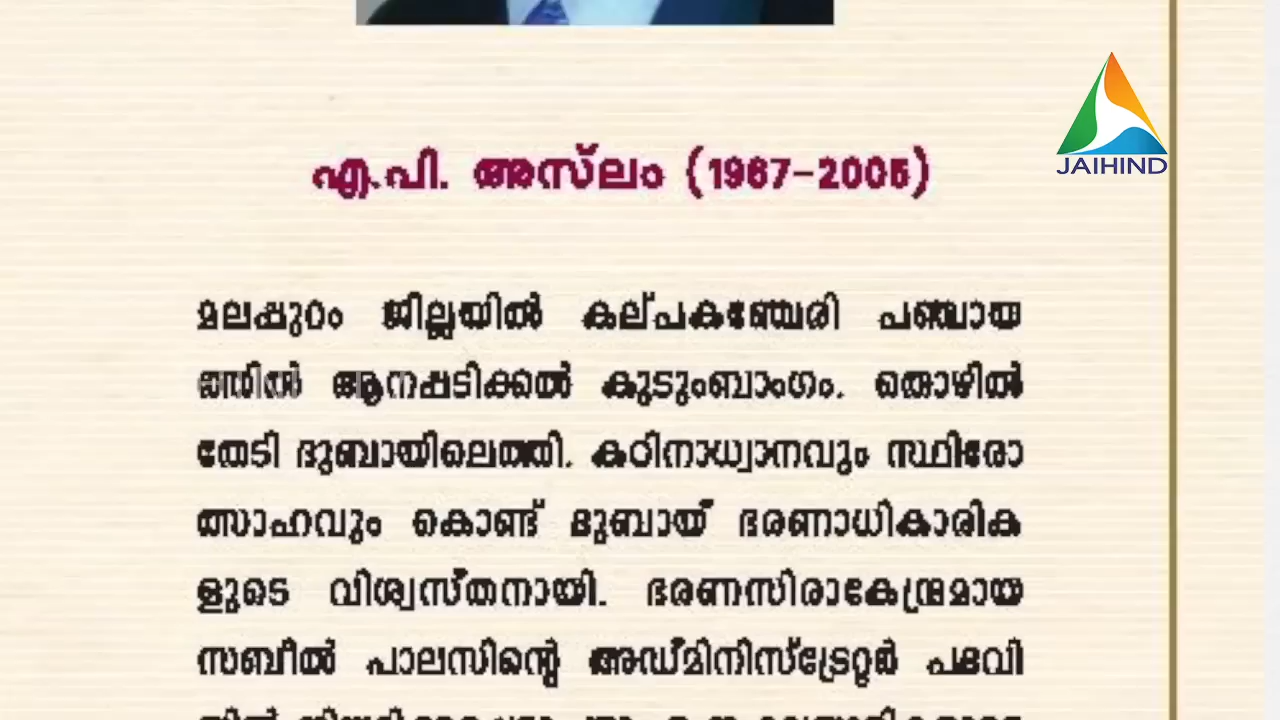 JAIHIND
എ.പി. അസ്‌ലം (1967-2005)
മലപ്പുറം ജില്ലയിൽ കല്പകഞ്ചേരി പഞ്ചായ
ത്തിൽ ആനപ്പടിക്കൽ കുടുംബാംഗം. തൊഴിൽ
തേടി ദുബായിലെത്തി. കഠിനാധ്വാനവും സ്ഥിരോ
ത്സാഹവും കൊണ്ട് ദുബായ് ഭരണാധികാരിക
ളുടെ വിശ്വസ്തനായി. ഭരണസിരാകേന്ദ്രമായ
സബീൽ പാലസിന്റെ അഡ്മിനിസ്ട്രേറ്റർ പദവി